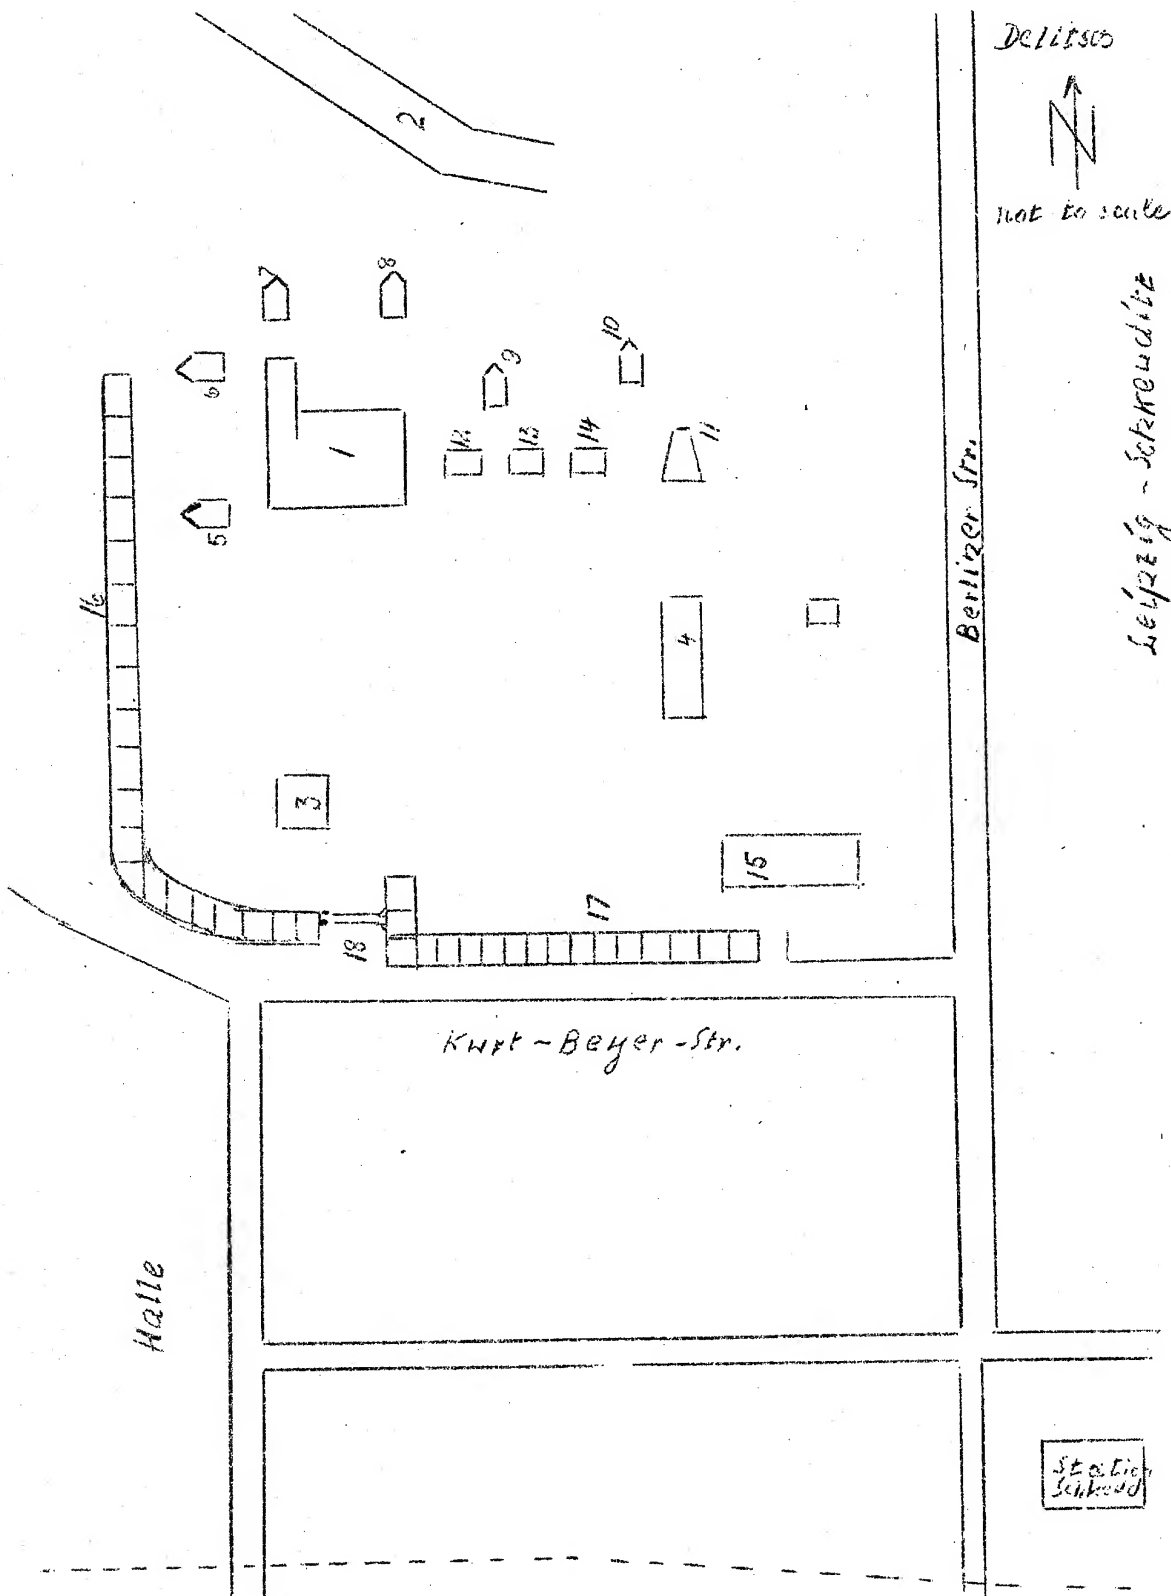 Delitsch
N
not to scale
2
7
8
6
10
9
Leipzig - Schkeuditz
1
12
13
14
11
5
Berliner Str.
16
4
3
15
17
18
Kurt-Beyer-Str.
Halle
Station
Schkeud